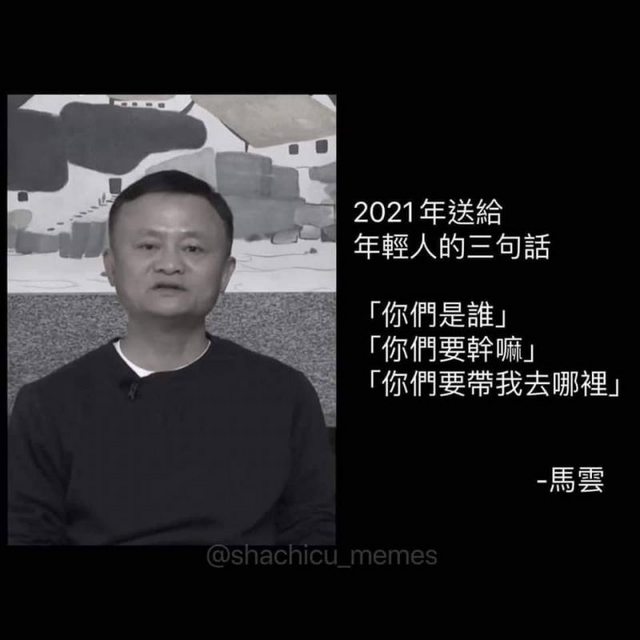 2021年送給
年輕人的三句話
「你們是誰」
「你們要幹嘛」
「你們要帶我去哪裡」
-馬雲
@shachicu_memes